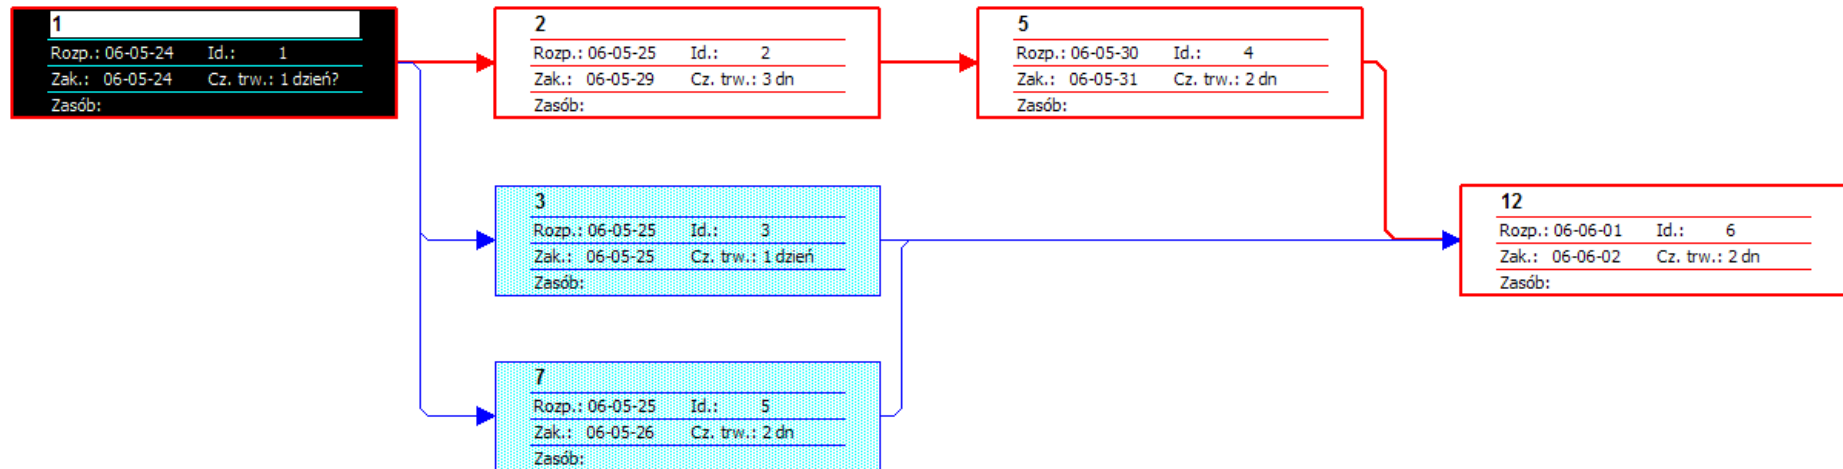 1
Rozp.: 06-05-24 Id.: 1
Zak.: 06-05-24 Cz. trw.: 1 dzień?
Zasób:
2
Rozp.: 06-05-25 Id.: 2
Zak.: 06-05-29 Cz. trw.: 3 dn
Zasób:
5
Rozp.: 06-05-30 Id.: 4
Zak.: 06-05-31 Cz. trw.: 2 dn
Zasób:
3
Rozp.: 06-05-25 Id.: 3
Zak.: 06-05-25 Cz. trw.: 1 dzień
Zasób:
12
Rozp.: 06-06-01 Id.: 6
Zak.: 06-06-02 Cz. trw.: 2 dn
Zasób:
7
Rozp.: 06-05-25 Id.: 5
Zak.: 06-05-26 Cz. trw.: 2 dn
Zasób: